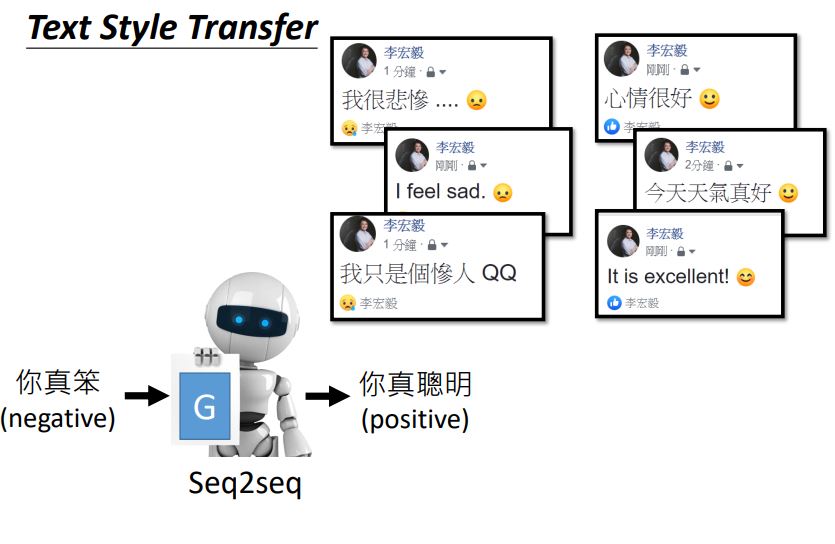 Text Style Transfer
李宏毅
1 分鐘
我很悲慘 ....
李宏毅
李宏毅
剛剛
I feel sad.
李宏毅
1 分鐘
我只是個慘人 QQ
李宏毅
李宏毅
剛剛
心情很好
李宏毅
李宏毅
2分鐘
今天天氣真好
李宏毅
剛剛
It is excellent!
李宏毅
你真笨
(negative)
G
你真聰明
(positive)
Seq2seq